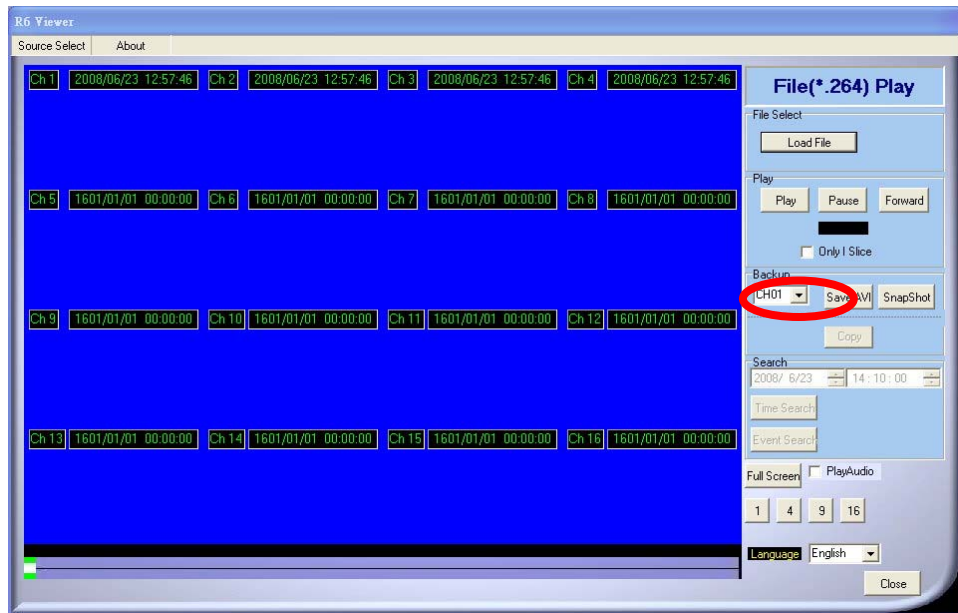 R6 Viewer
Source Select About
Ch 1 2008/06/23 12:57:46 Ch 2 2008/06/23 12:57:46 Ch 3 2008/06/23 12:57:46 Ch 4 2008/06/23 12:57:46
Ch 5 1601/01/01 00:00:00 Ch 6 1601/01/01 00:00:00 Ch 7 1601/01/01 00:00:00 Ch 8 1601/01/01 00:00:00
Ch 9 1601/01/01 00:00:00 Ch 10 1601/01/01 00:00:00 Ch 11 1601/01/01 00:00:00 Ch 12 1601/01/01 00:00:00
Ch 13 1601/01/01 00:00:00 Ch 14 1601/01/01 00:00:00 Ch 15 1601/01/01 00:00:00 Ch 16 1601/01/01 00:00:00
File(*.264) Play
File Select
Load File
Play
Play Pause Forward
Only I Slice
Backup
CH01 Save AVI SnapShot
Copy
Search
2008/ 6/23 14:10:00
Time Search
Event Search
Full Screen PlayAudio
1 4 9 16
Language English
Close